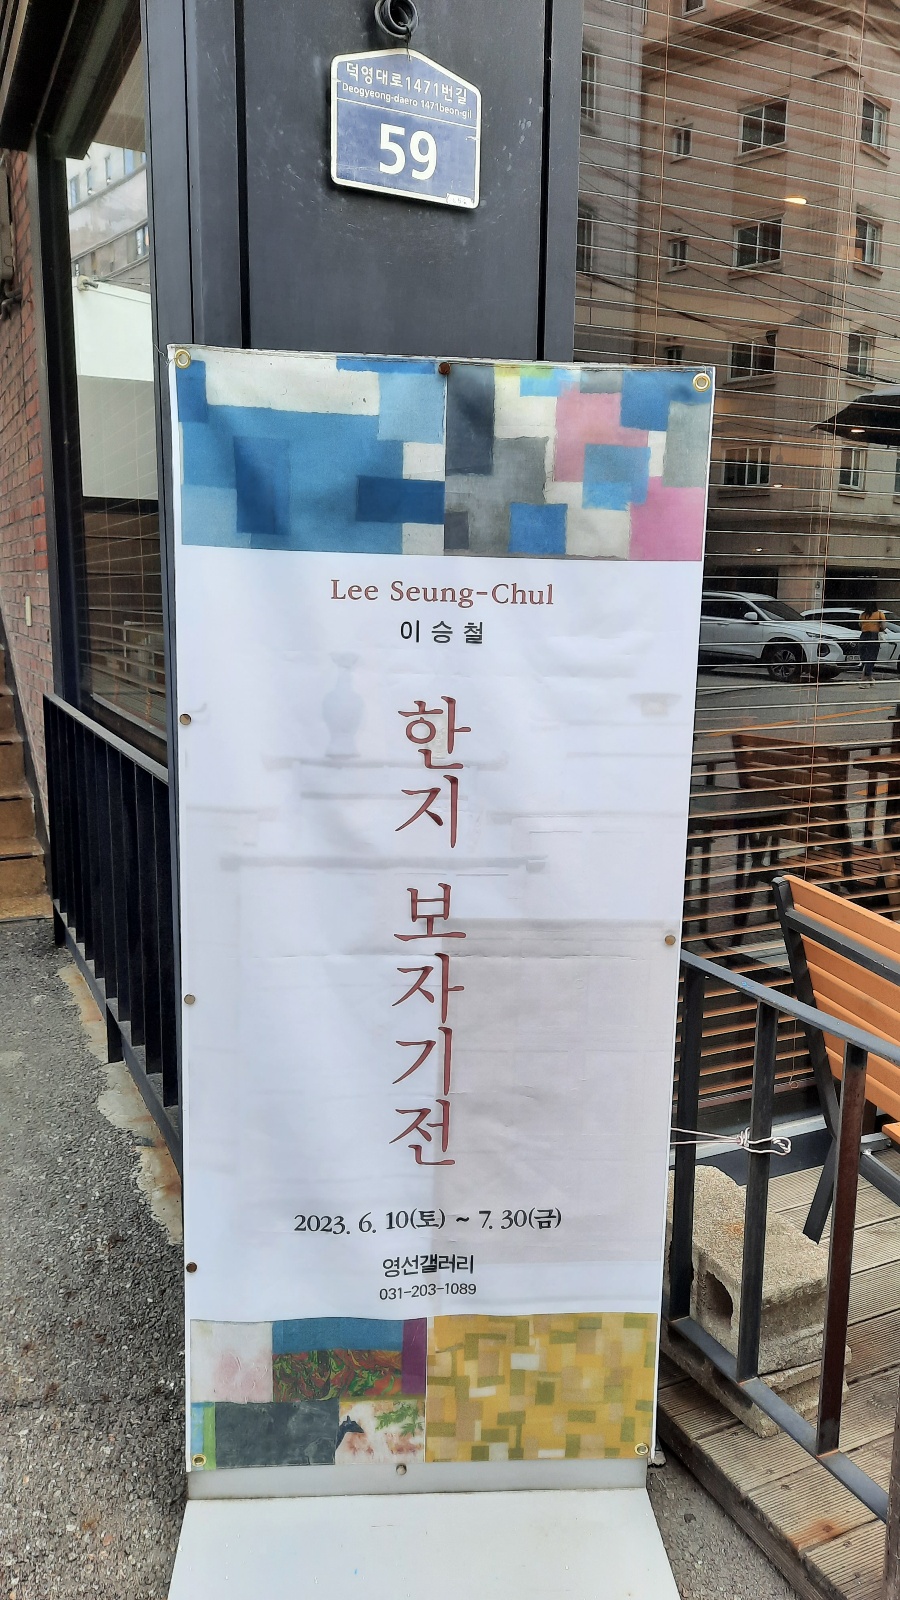 덕영대로1471번길
Deogyeong-daero 1471beon-gil
59
Lee Seung-Chul
이승철
한지 보자기전
2023. 6. 10(토) ~ 7. 30(금)
영선갤러리
031-203-1089